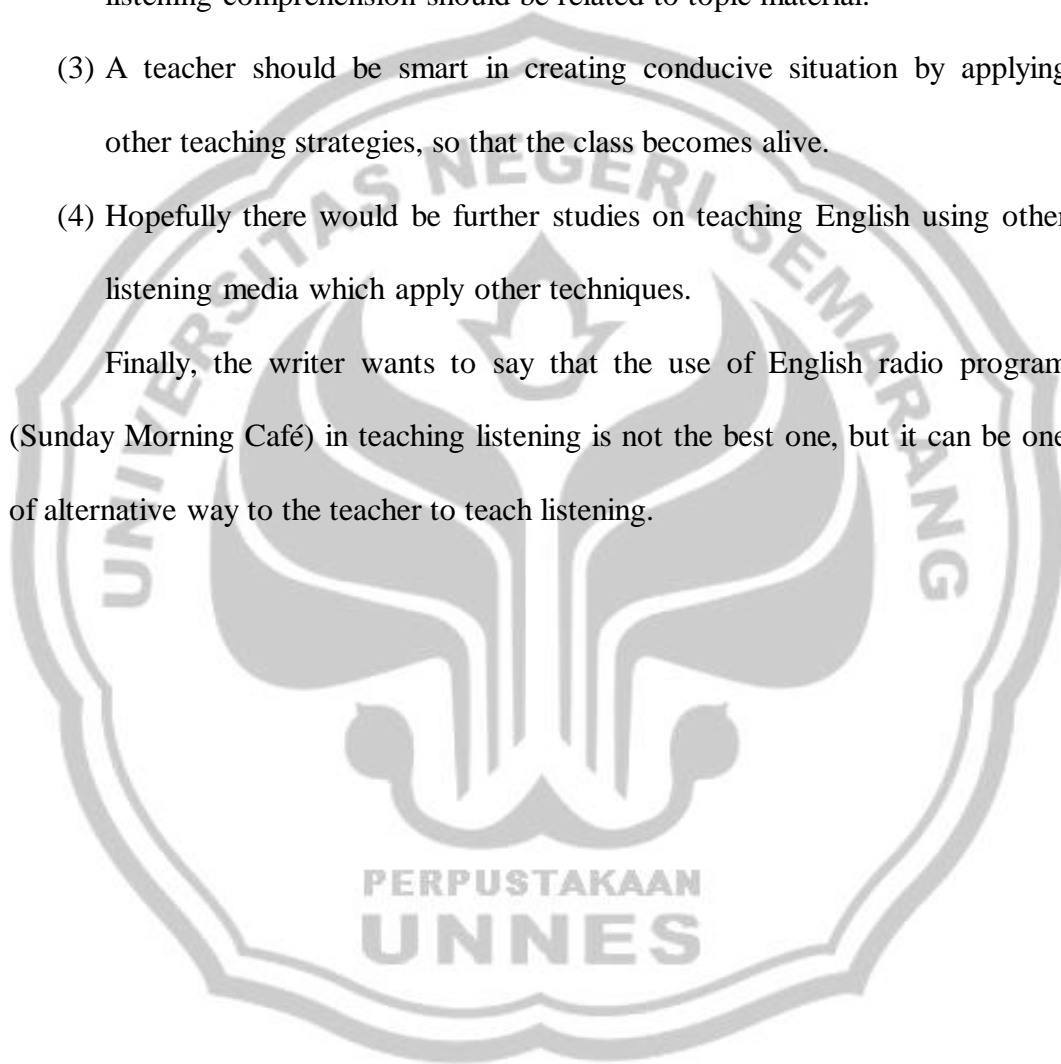 listening comprehension should be related to topic material.
(3) A teacher should be smart in creating conducive situation by applying
other teaching strategies, so that the class becomes alive.
(4) Hopefully there would be further studies on teaching English using other
listening media which apply other techniques.
Finally, the writer wants to say that the use of English radio program
(Sunday Morning Café) in teaching listening is not the best one, but it can be one
of alternative way to the teacher to teach listening.
UNIVERSITAS NEGERI SEMARANG
PERPUSTAKAAN
UNNES